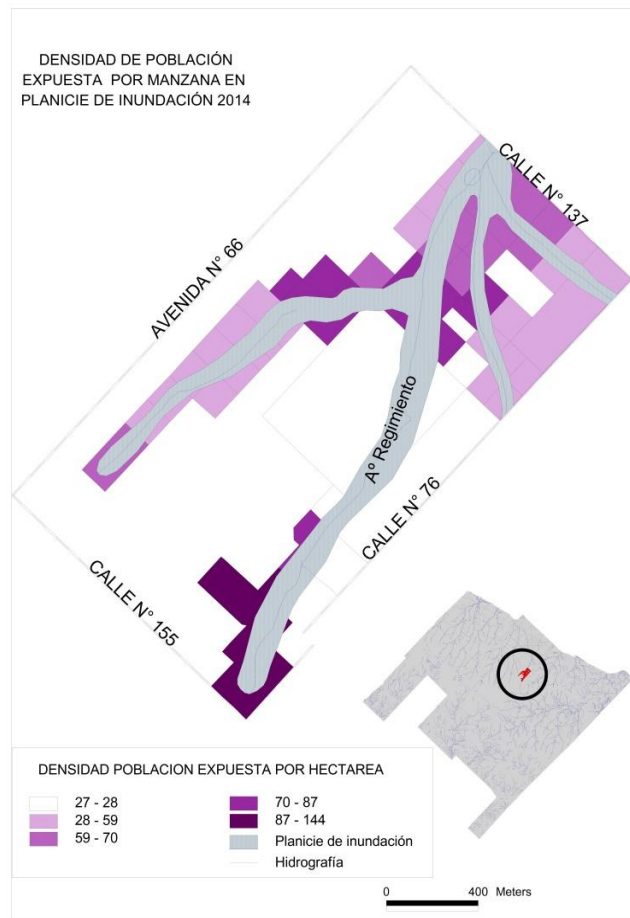 DENSIDAD DE POBLACIÓN
EXPUESTA POR MANZANA EN
PLANICIE DE INUNDACIÓN 2014
CALLE N° 137
AVENIDA N° 66
Aº Regimiento
CALLE N° 76
CALLE N° 155
DENSIDAD POBLACION EXPUESTA POR HECTAREA
27 - 28
28 - 59
59 - 70
70 - 87
87 - 144
Planicie de inundación
Hidrografía
0 400 Meters